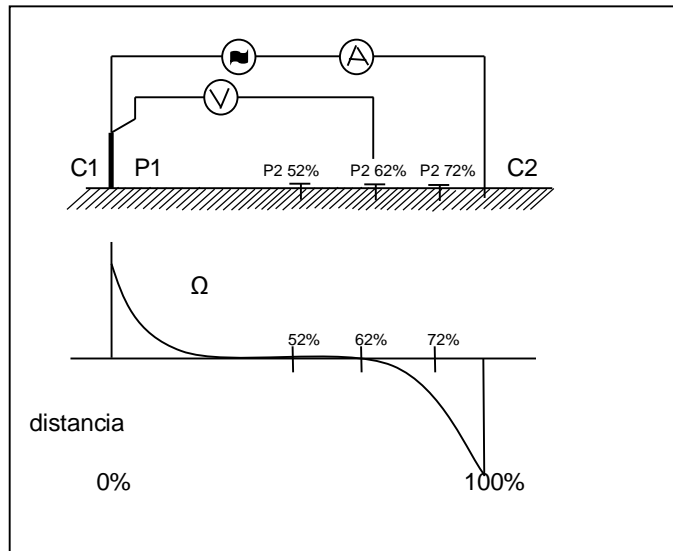 A
V
C1 P1 P2 52% P2 62% P2 72% C2
Ω
52% 62% 72%
distancia
0% 100%